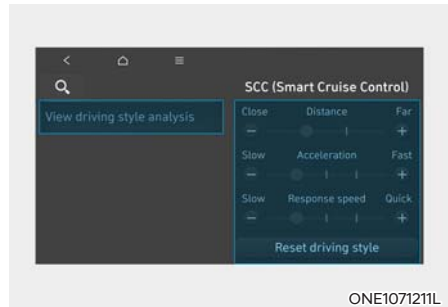 SCC (Smart Cruise Control)
View driving style analysis
Close Distance Far
Slow Acceleration Fast
Slow Response speed Quick
Reset driving style
ONE1071211L